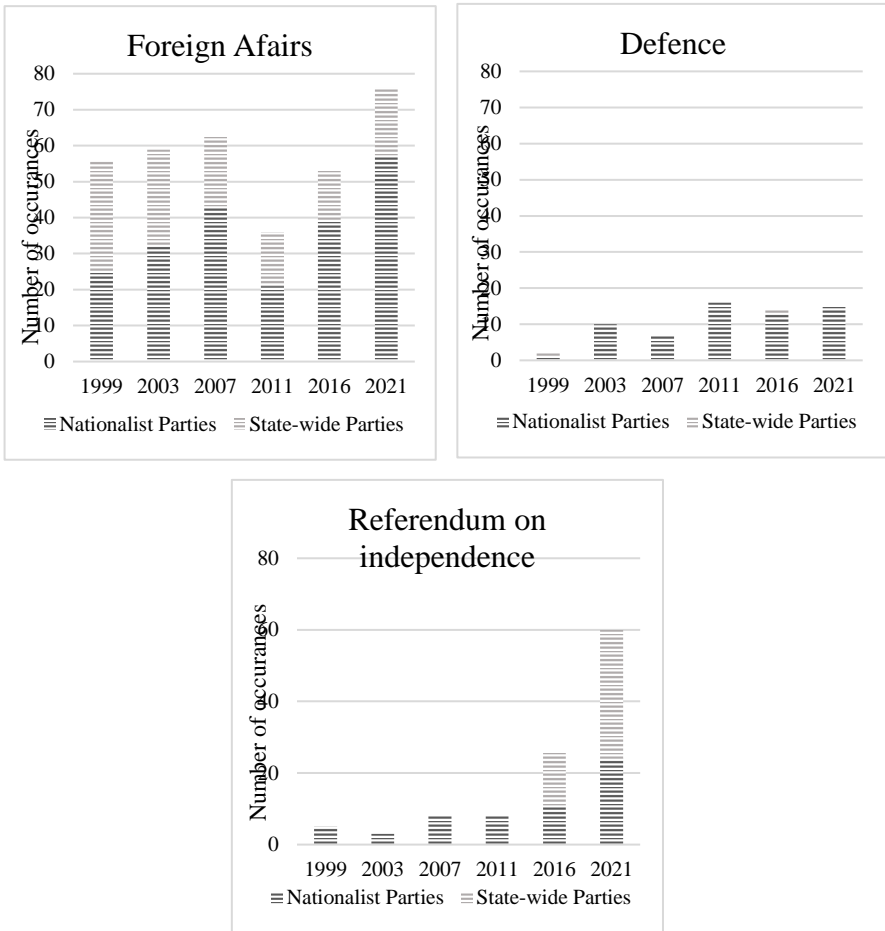 Foreign Afairs
Number of occurances
80
70
60
50
40
30
20
10
0
1999 2003 2007 2011 2016 2021
Nationalist Parties State-wide Parties
Defence
Number of occurances
80
70
60
50
40
30
20
10
0
1999 2003 2007 2011 2016 2021
Nationalist Parties State-wide Parties
Referendum on
independence
Number of occurances
80
60
40
20
0
1999 2003 2007 2011 2016 2021
Nationalist Parties State-wide Parties